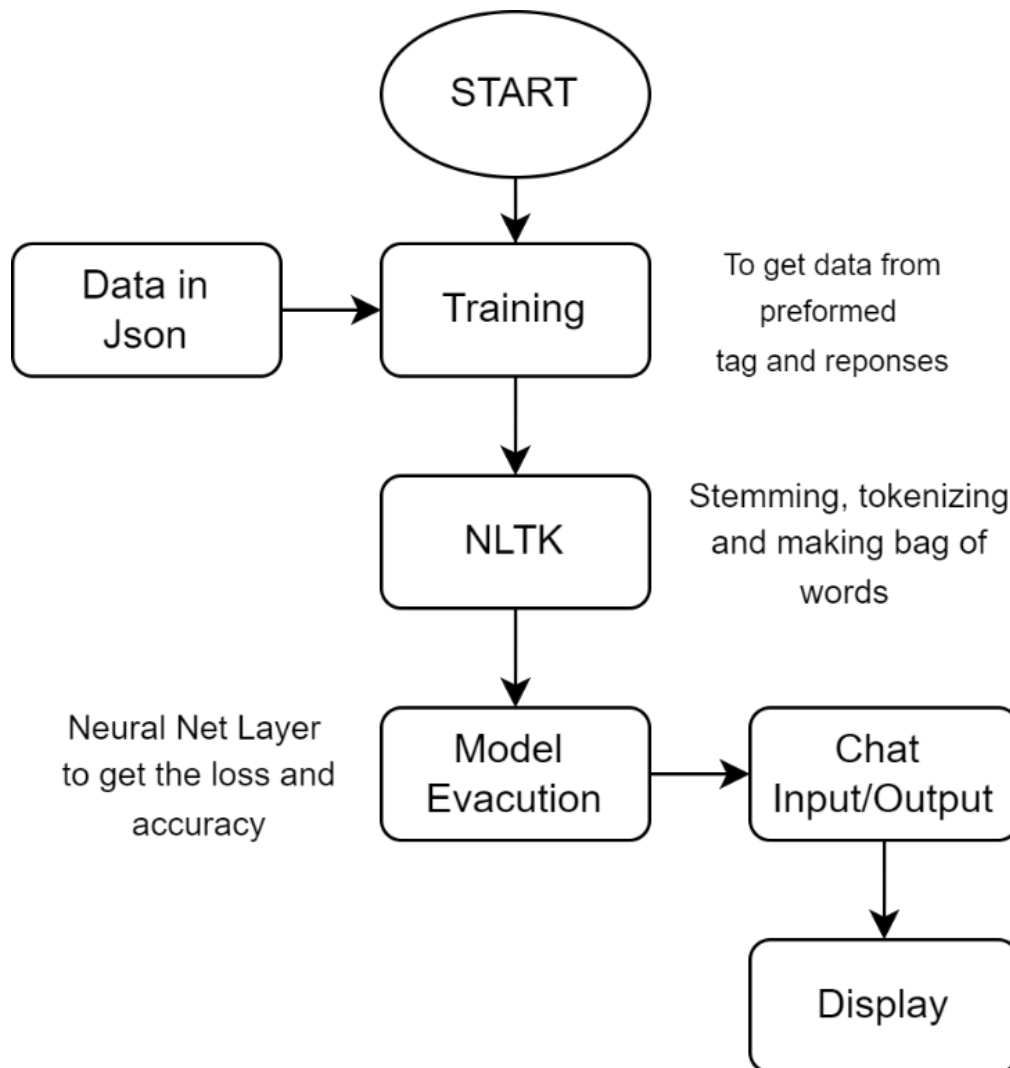 START
Data in
Json
Training
To get data from
preformed
tag and reponses
NLTK
Stemming, tokenizing
and making bag of
words
Neural Net Layer
to get the loss and
accuracy
Model
Evacution
Chat
Input/Output
Display